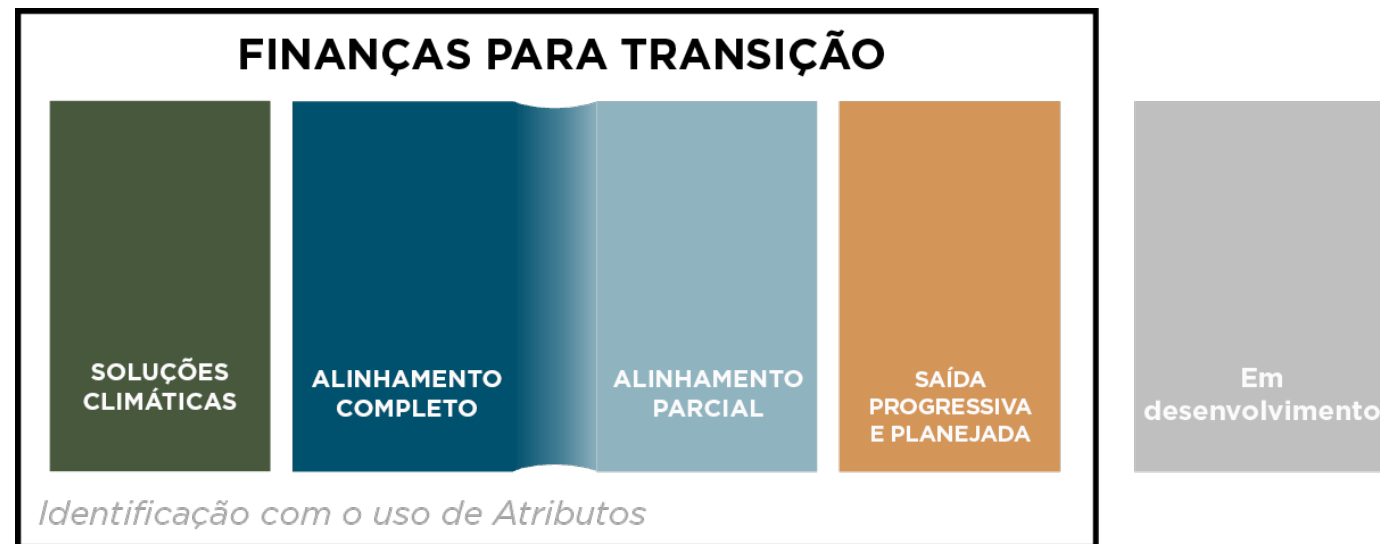 FINANÇAS PARA TRANSIÇÃO
SOLUÇÕES
CLIMÁTICAS
ALINHAMENTO
COMPLETO
ALINHAMENTO
PARCIAL
SAÍDA
PROGRESSIVA
E PLANEJADA
Em
desenvolvimento
Identificação com o uso de Atributos